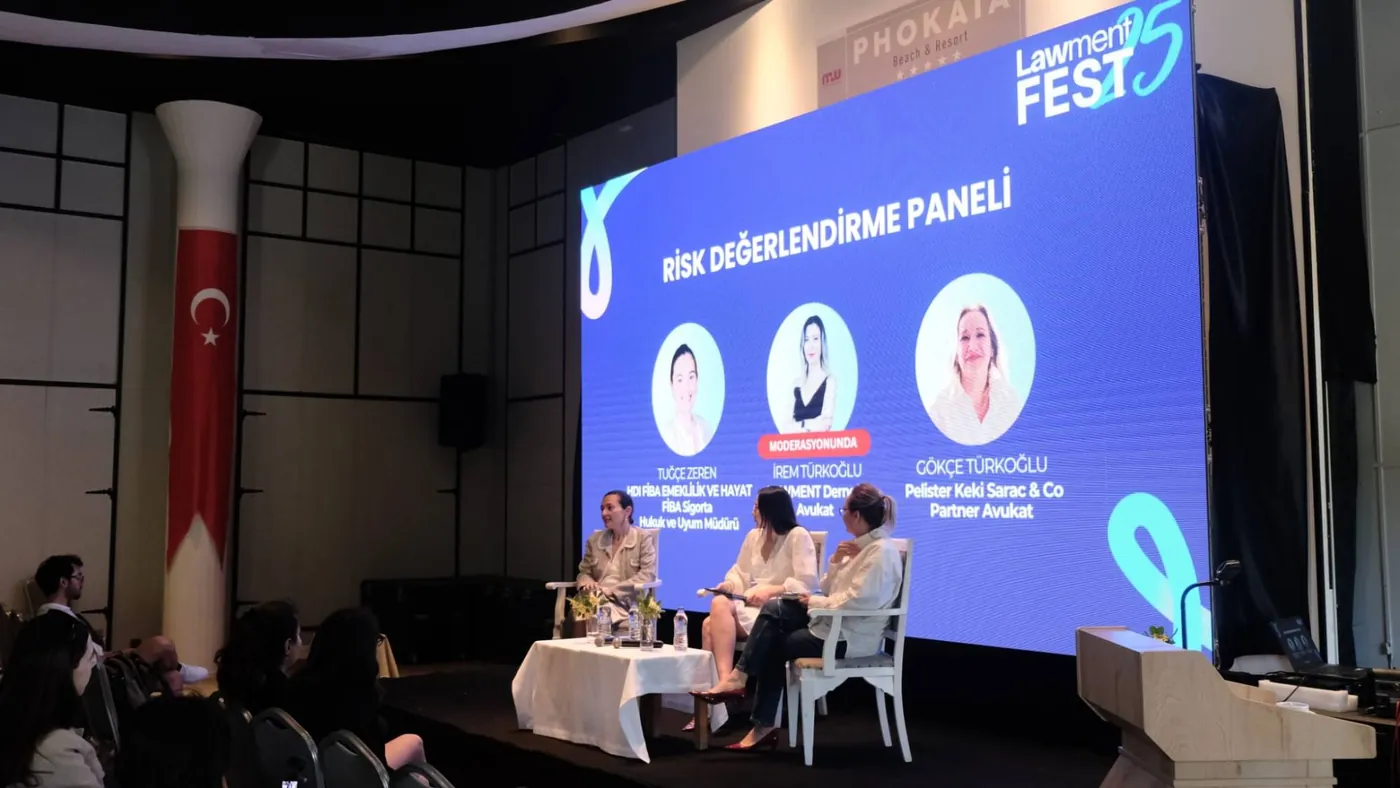 PHOKAIA
Beach & Resort
Lawment
FEST 25
RİSK DEĞERLENDİRME PANELİ
MODERASYONUNDA
TUĞÇE ZEREN
HDI FİBA EMEKLİLİK VE HAYAT
FİBA Sigorta
Hukuk ve Uyum Müdürü
İREM TÜRKOĞLU
Avukat
GÖKÇE TÜRKOĞLU
Pelister Keki Sarac & Co
Partner Avukat